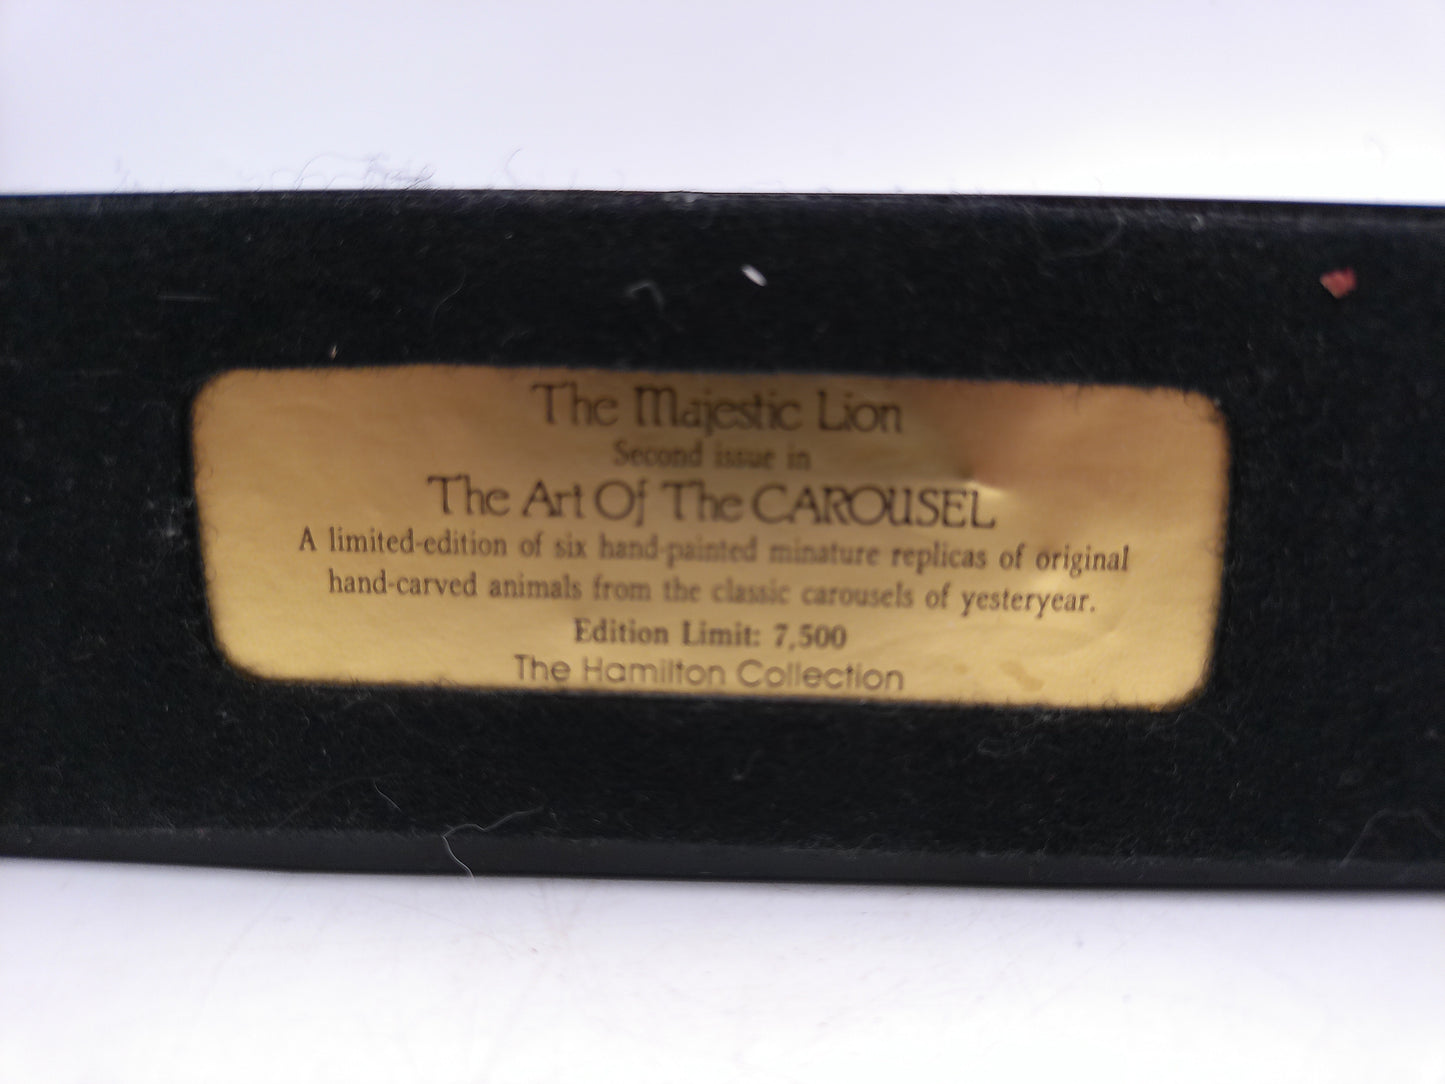 The Majestic Lion
Second issue in
The Art Of The CAROUSEL
A limited-edition of six hand-painted minature replicas of original
hand-carved animals from the classic carousels of yesteryear.
Edition Limit: 7,500
The Hamilton Collection